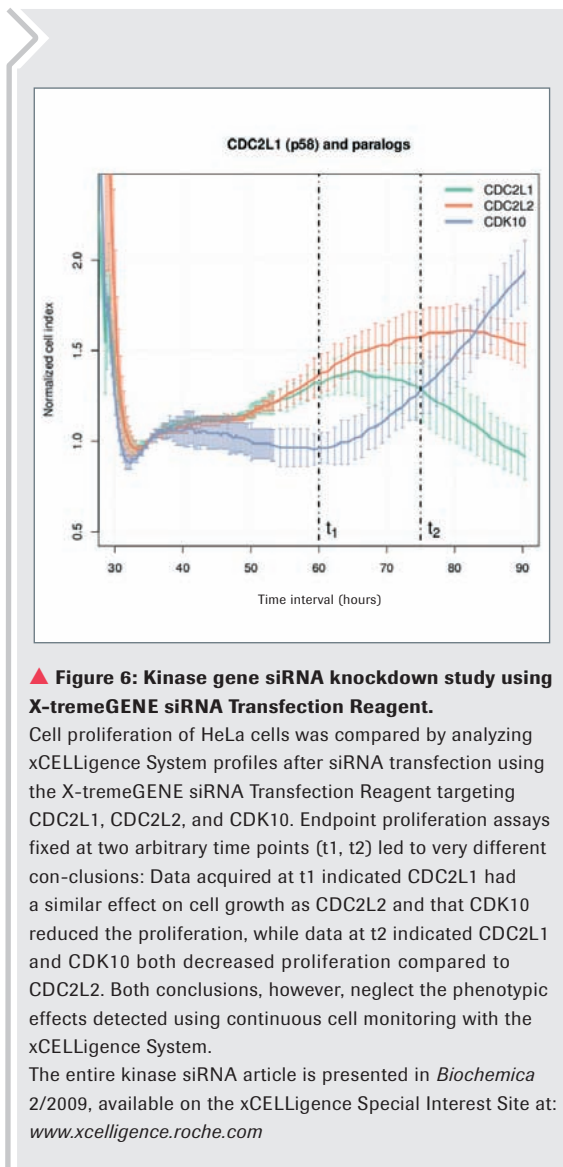 CDC2L1 (p58) and paralogs
CDC2L1
CDC2L2
CDK10
Normalized cell index
2.0
1.5
1.0
0.5
t1
t2
30 40 50 60 70 80 90
Time interval (hours)
▲ Figure 6: Kinase gene siRNA knockdown study using
X-tremeGENE siRNA Transfection Reagent.
Cell proliferation of HeLa cells was compared by analyzing
xCELLigence System profiles after siRNA transfection using
the X-tremeGENE siRNA Transfection Reagent targeting
CDC2L1, CDC2L2, and CDK10. Endpoint proliferation assays
fixed at two arbitrary time points (t1, t2) led to very different
con-clusions: Data acquired at t1 indicated CDC2L1 had
a similar effect on cell growth as CDC2L2 and that CDK10
reduced the proliferation, while data at t2 indicated CDC2L1
and CDK10 both decreased proliferation compared to
CDC2L2. Both conclusions, however, neglect the phenotypic
effects detected using continuous cell monitoring with the
xCELLigence System.
The entire kinase siRNA article is presented in Biochemica
2/2009, available on the xCELLigence Special Interest Site at:
www.xcelligence.roche.com